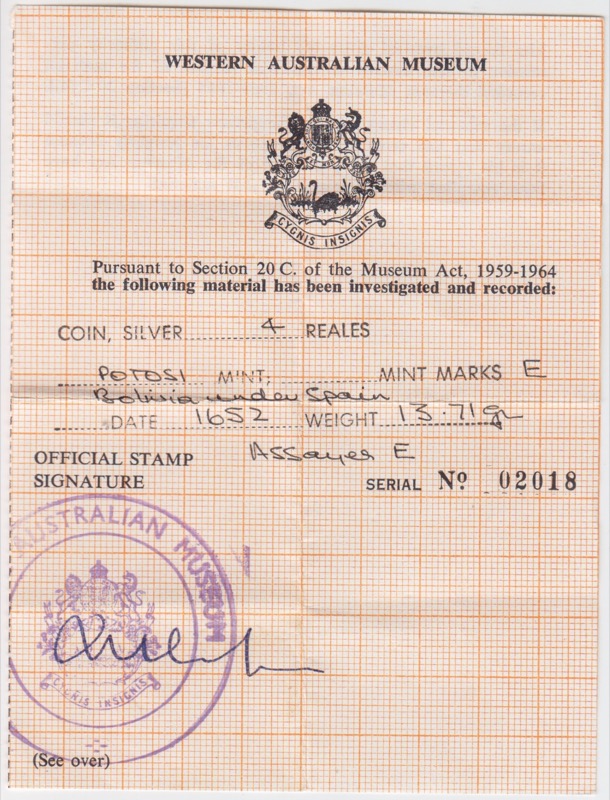 WESTERN AUSTRALIAN MUSEUM
CYGNIS INSIGNIS
Pursuant to Section 20 C. of the Museum Act, 1959-1964
the following material has been investigated and recorded:
COIN, SILVER 4 REALES
POTOSI MINT; MINT MARKS E
Bolivia under Spain
DATE 1652 WEIGHT 13.71 gr
OFFICIAL STAMP Assayer E
SIGNATURE SERIAL Nº 02018
AUSTRALIAN MUSEUM
CYGNIS INSIGNIS
(See over)